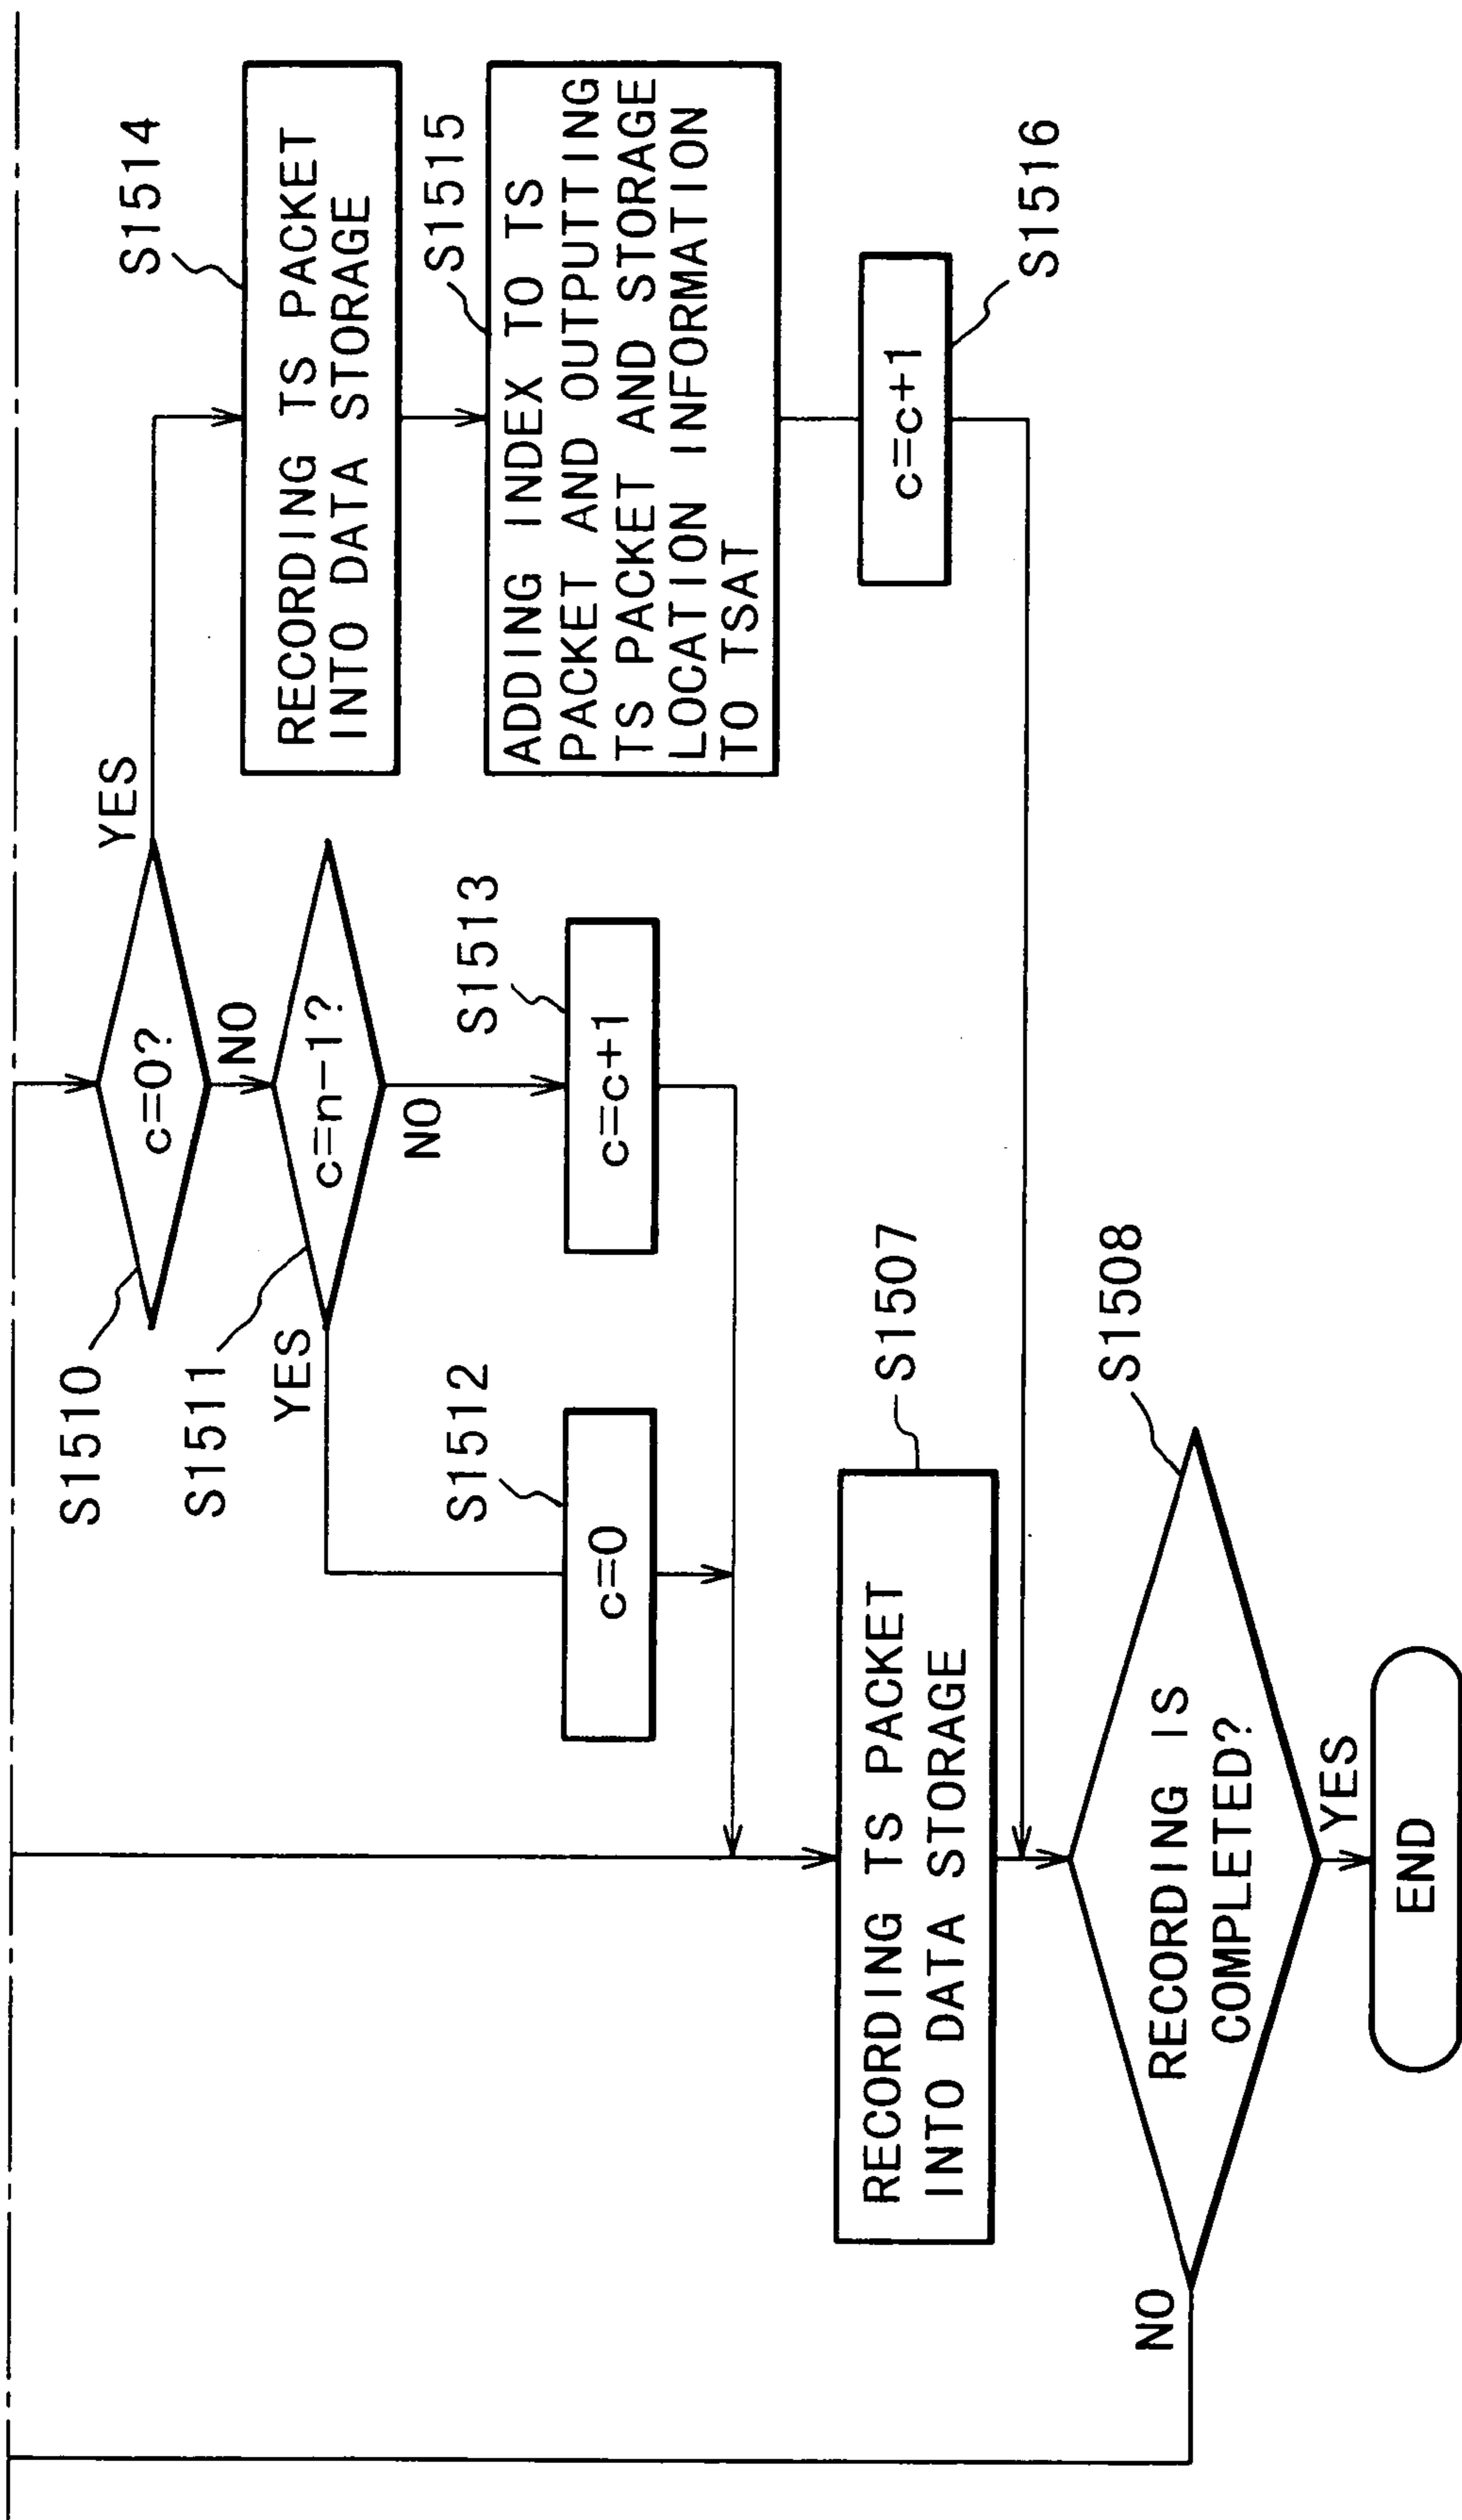 S1510
c=0?
YES
NO
S1511
c=n-1?
YES
NO
S1512
c=0
S1513
c=c+1
S1514
RECORDING TS PACKET
INTO DATA STORAGE
S1515
ADDING INDEX TO TS
PACKET AND OUTPUTTING
TS PACKET AND STORAGE
LOCATION INFORMATION
TO TSAT
c=c+1
S1516
S1507
RECORDING TS PACKET
INTO DATA STORAGE
S1508
RECORDING IS
COMPLETED?
NO
YES
END